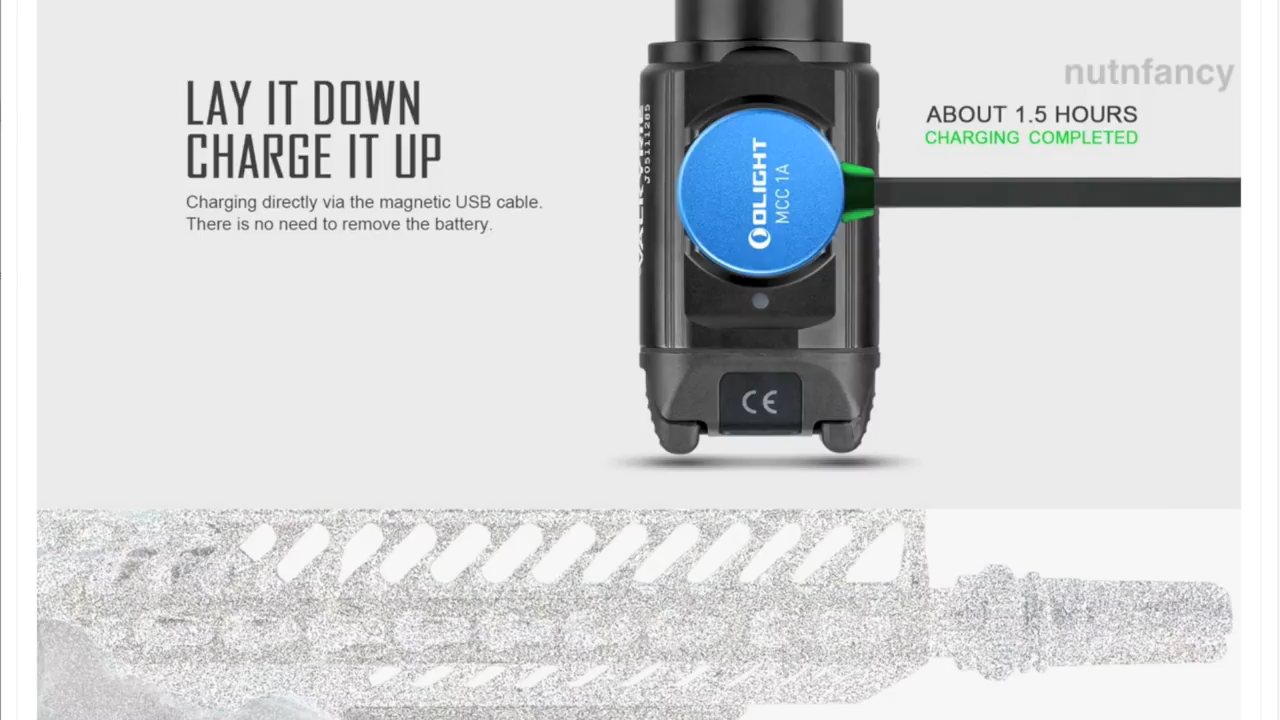 nutnfancy
LAY IT DOWN
CHARGE IT UP
Charging directly via the magnetic USB cable.
There is no need to remove the battery.
ABOUT 1.5 HOURS
CHARGING COMPLETED
J05111285
OLIGHT
MCC 1A
CE